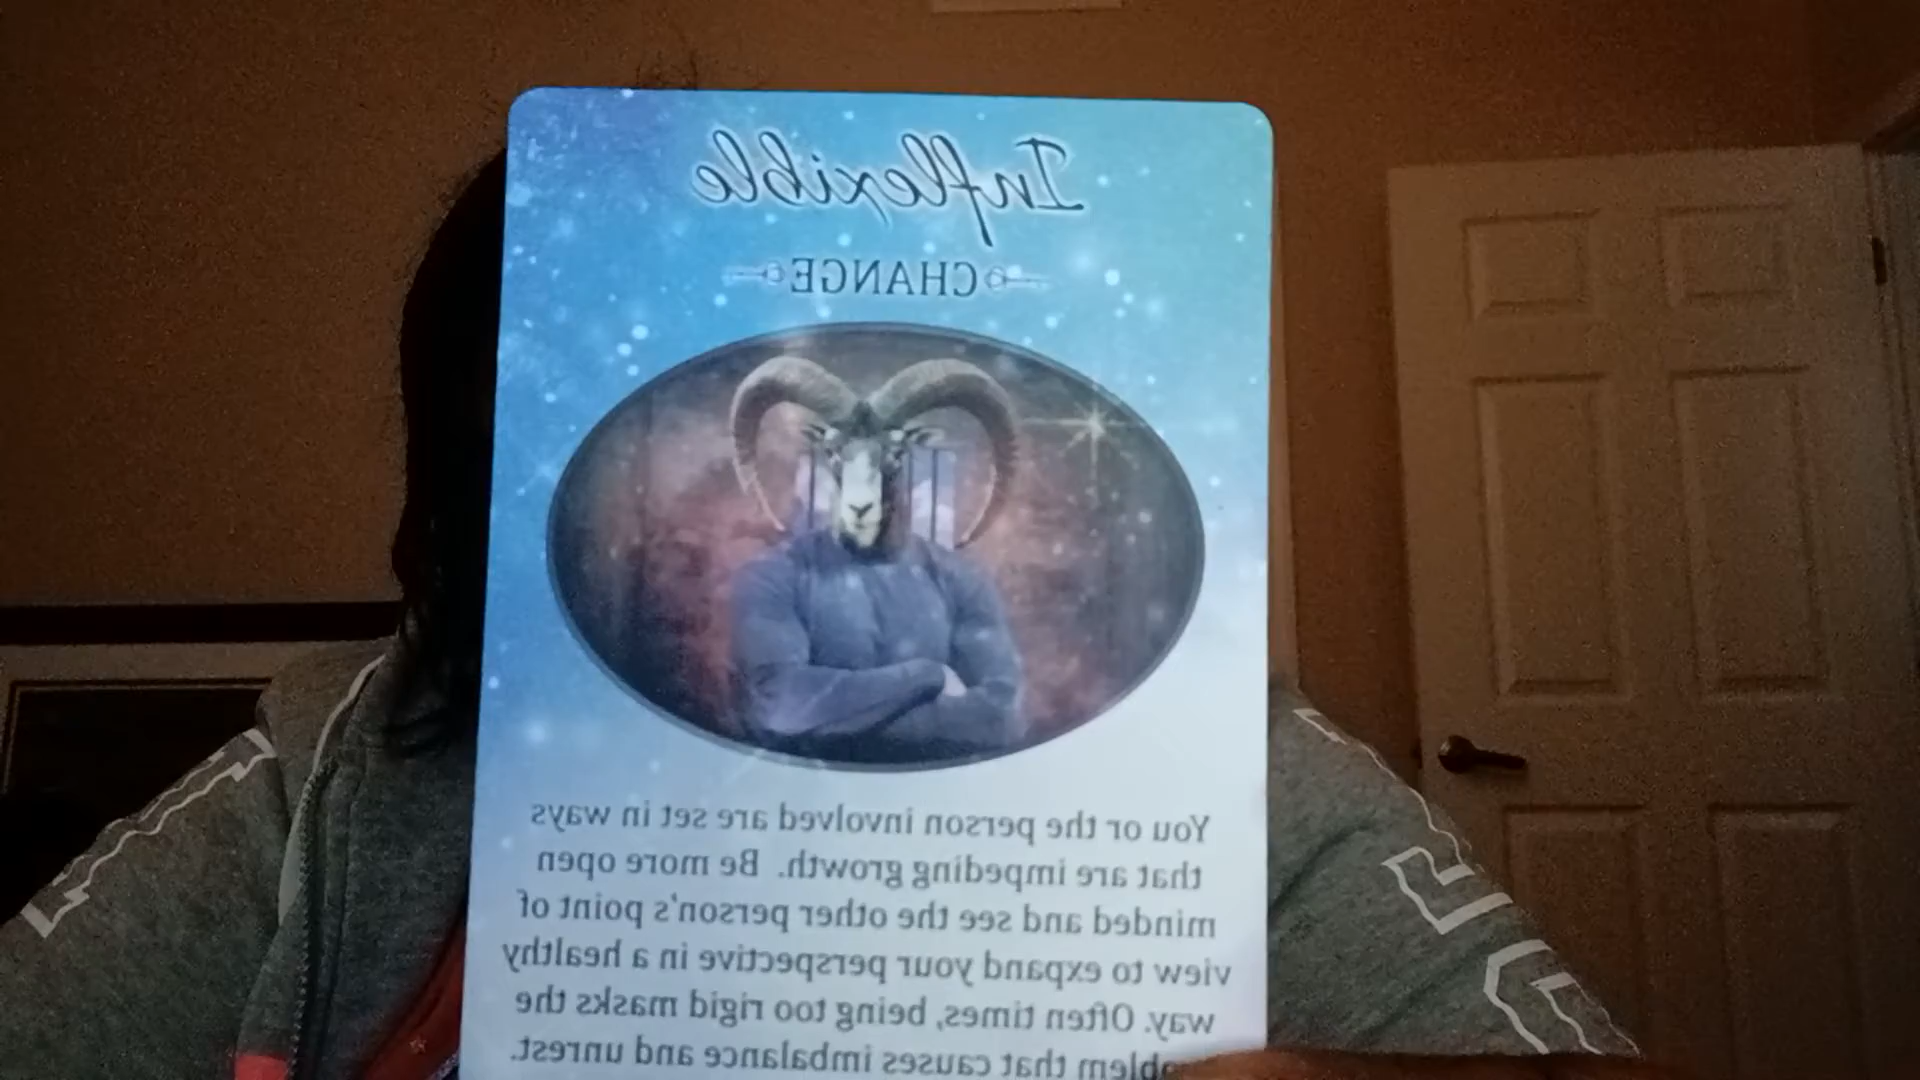 Inflexible
CHANGE
You or the person involved are set in ways
that are impeding growth. Be more open
minded and see the other person's point of
view to expand your perspective in a healthy
way. Often times, being too rigid masks the
that causes imbalance and unrest.